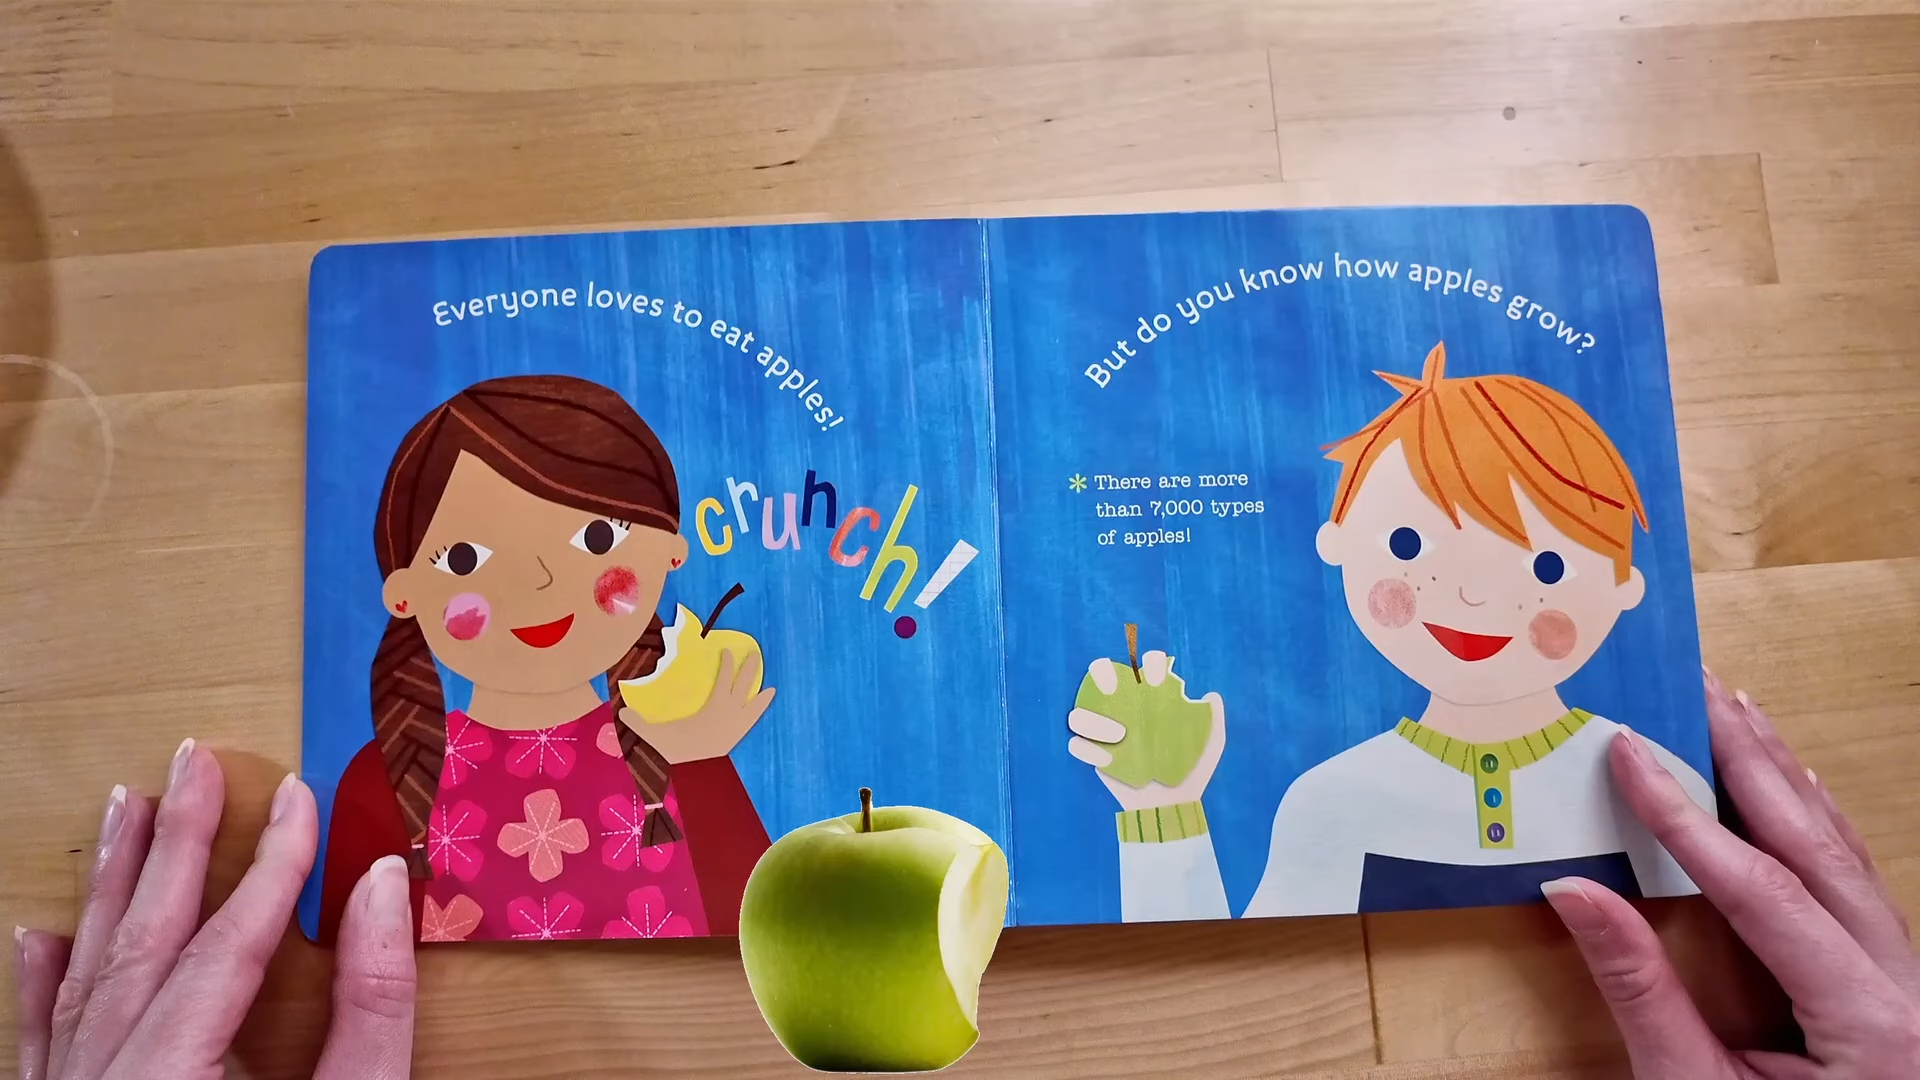 Everyone loves to eat apples!
crunch!
But do you know how apples grow?
* There are more
than 7,000 types
of apples!